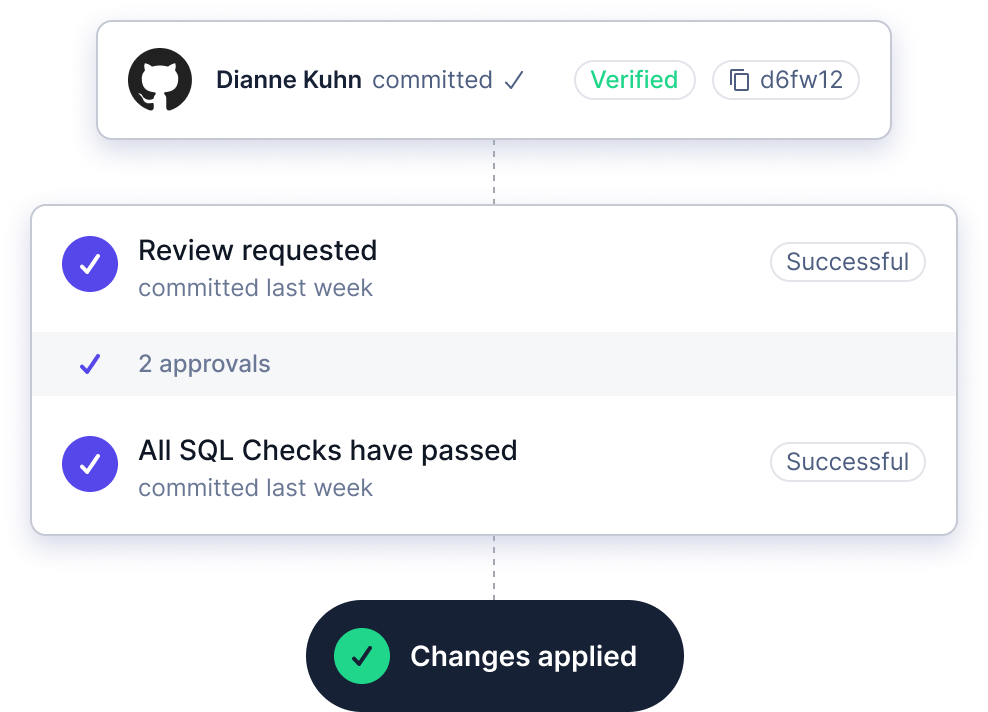 Dianne Kuhn committed Verified d6fw12
Review requested
committed last week
Successful
2 approvals
All SQL Checks have passed
committed last week
Successful
Changes applied